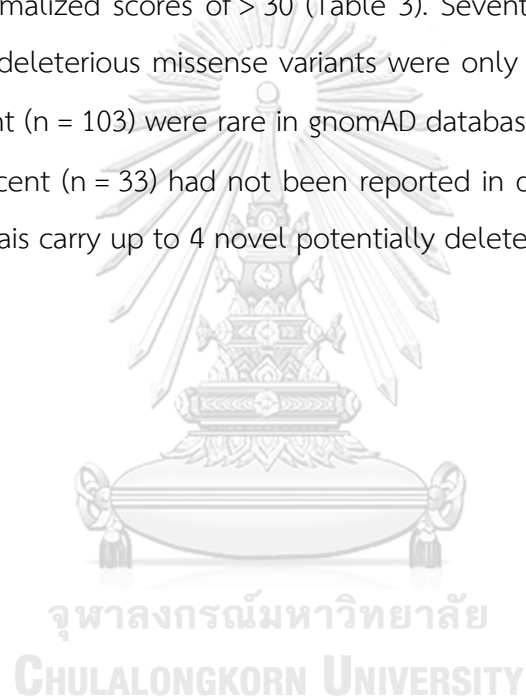 malized scores of > 30 (Table 3). Sevent
deleterious missense variants were only
nt (n = 103) were rare in gnomAD databas
cent (n = 33) had not been reported in
ais carry up to 4 novel potentially delete
จุฬาลงกรณ์มหาวิทยาลัย
CHULALONGKORN UNIVERSITY